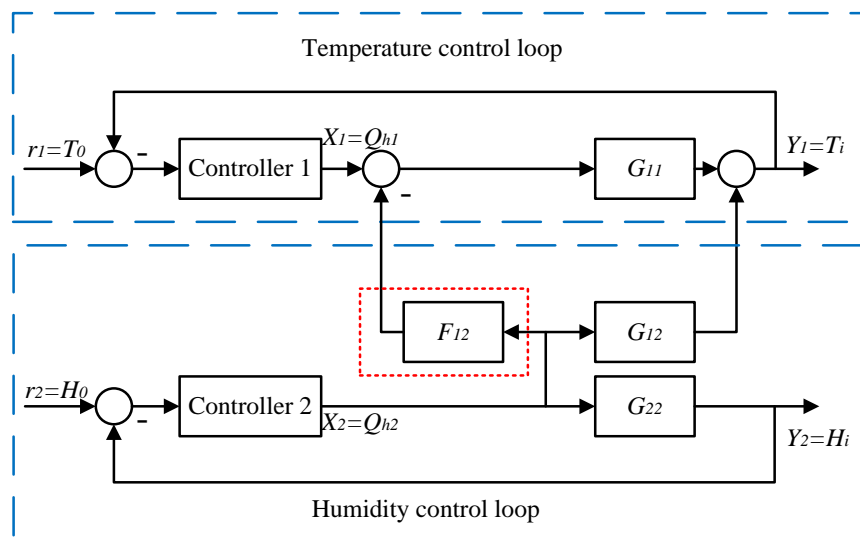 Temperature control loop
r1=T0
-
Controller 1
X1=Qh1
-
G11
Y1=Ti
F12
G12
r2=H0
-
Controller 2
X2=Qh2
G22
Y2=Hi
Humidity control loop